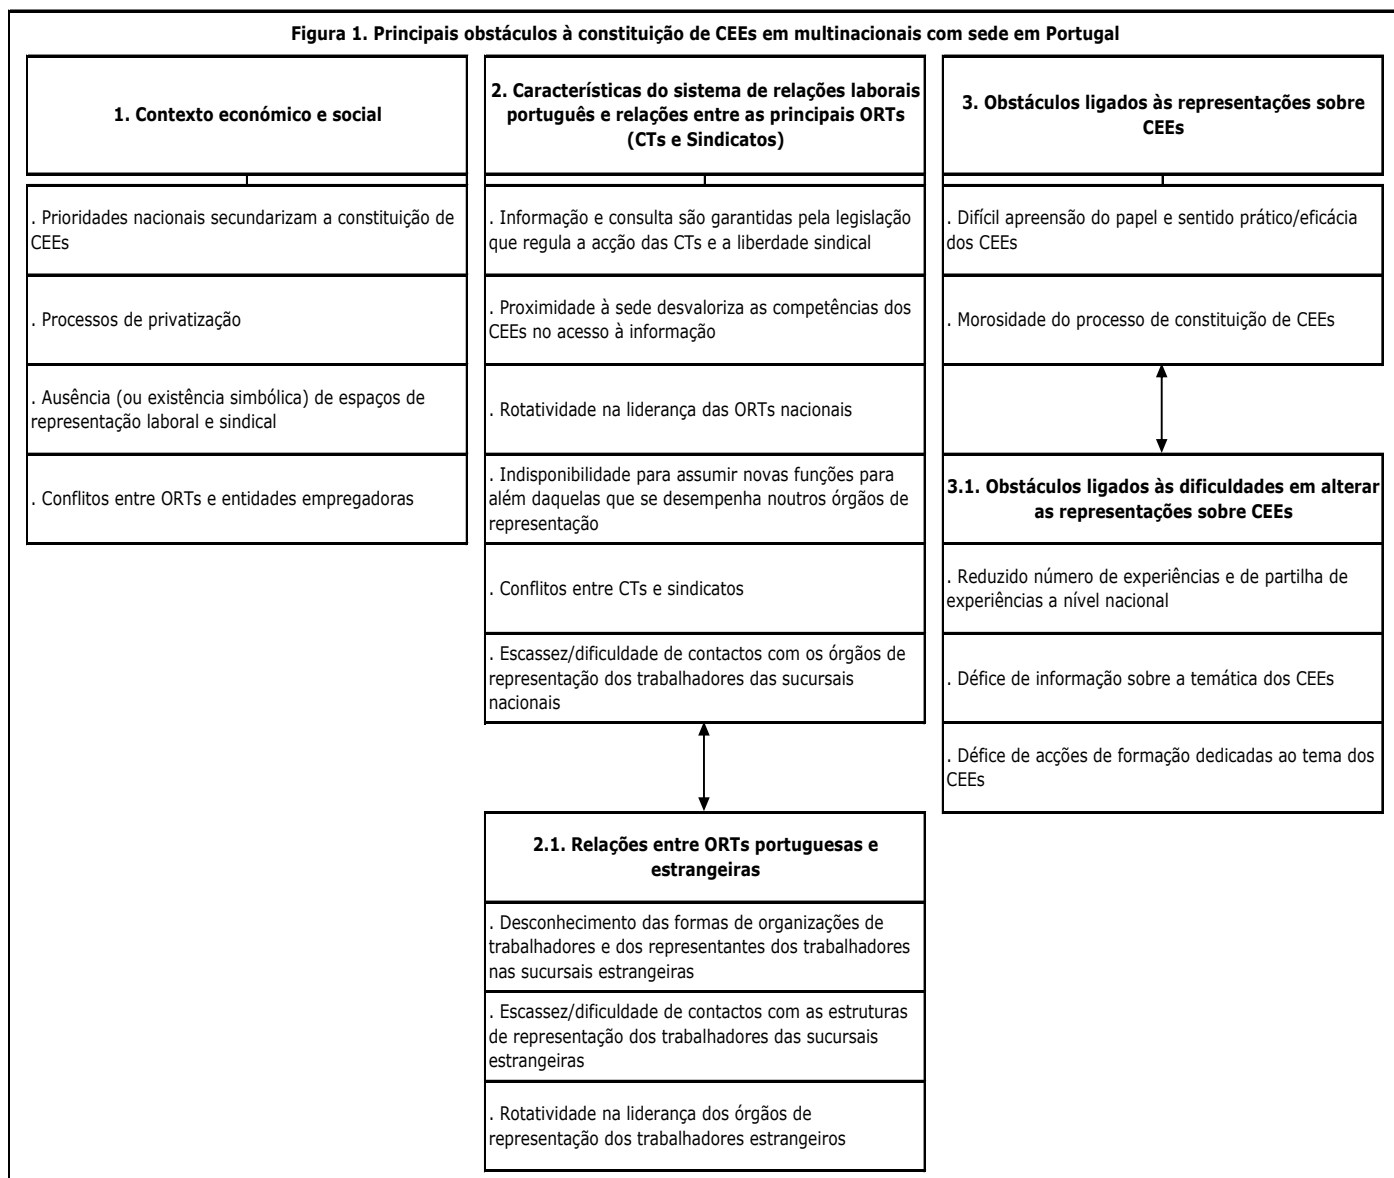 Figura 1. Principais obstáculos à constituição de CEEs em multinacionais com sede em Portugal
1. Contexto económico e social
. Prioridades nacionais secundarizam a constituição de
CEEs
. Processos de privatização
. Ausência (ou existência simbólica) de espaços de
representação laboral e sindical
. Conflitos entre ORTs e entidades empregadoras
2. Características do sistema de relações laborais
português e relações entre as principais ORTs
(CTs e Sindicatos)
. Informação e consulta são garantidas pela legislação
que regula a acção das CTs e a liberdade sindical
. Proximidade à sede desvaloriza as competências dos
CEEs no acesso à informação
. Rotatividade na liderança das ORTs nacionais
. Indisponibilidade para assumir novas funções para
além daquelas que se desempenha noutros órgãos de
representação
. Conflitos entre CTs e sindicatos
. Escassez/dificuldade de contactos com os órgãos de
representação dos trabalhadores das sucursais
nacionais
2.1. Relações entre ORTs portuguesas e
estrangeiras
. Desconhecimento das formas de organizações de
trabalhadores e dos representantes dos trabalhadores
nas sucursais estrangeiras
. Escassez/dificuldade de contactos com as estruturas
de representação dos trabalhadores das sucursais
estrangeiras
. Rotatividade na liderança dos órgãos de
representação dos trabalhadores estrangeiros
3. Obstáculos ligados às representações sobre
CEEs
. Difícil apreensão do papel e sentido prático/eficácia
dos CEEs
. Morosidade do processo de constituição de CEEs
3.1. Obstáculos ligados às dificuldades em alterar
as representações sobre CEEs
. Reduzido número de experiências e de partilha de
experiências a nível nacional
. Défice de informação sobre a temática dos CEEs
. Défice de acções de formação dedicadas ao tema dos
CEEs